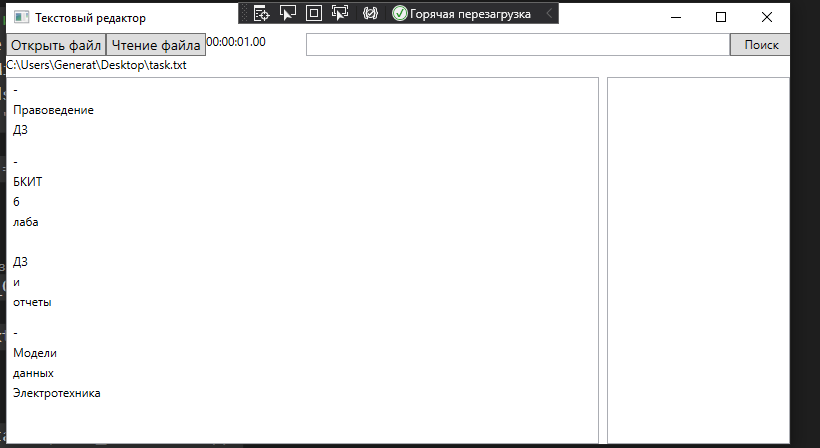 Текстовый редактор
Горячая перезагрузка
Открыть файл Чтение файла 00:00:01.00 Поиск
C:\Users\Generat\Desktop\task.txt
-
Правоведение
ДЗ
-
БКИТ
6
лаба
ДЗ
и
отчеты
-
Модели
данных
Электротехника